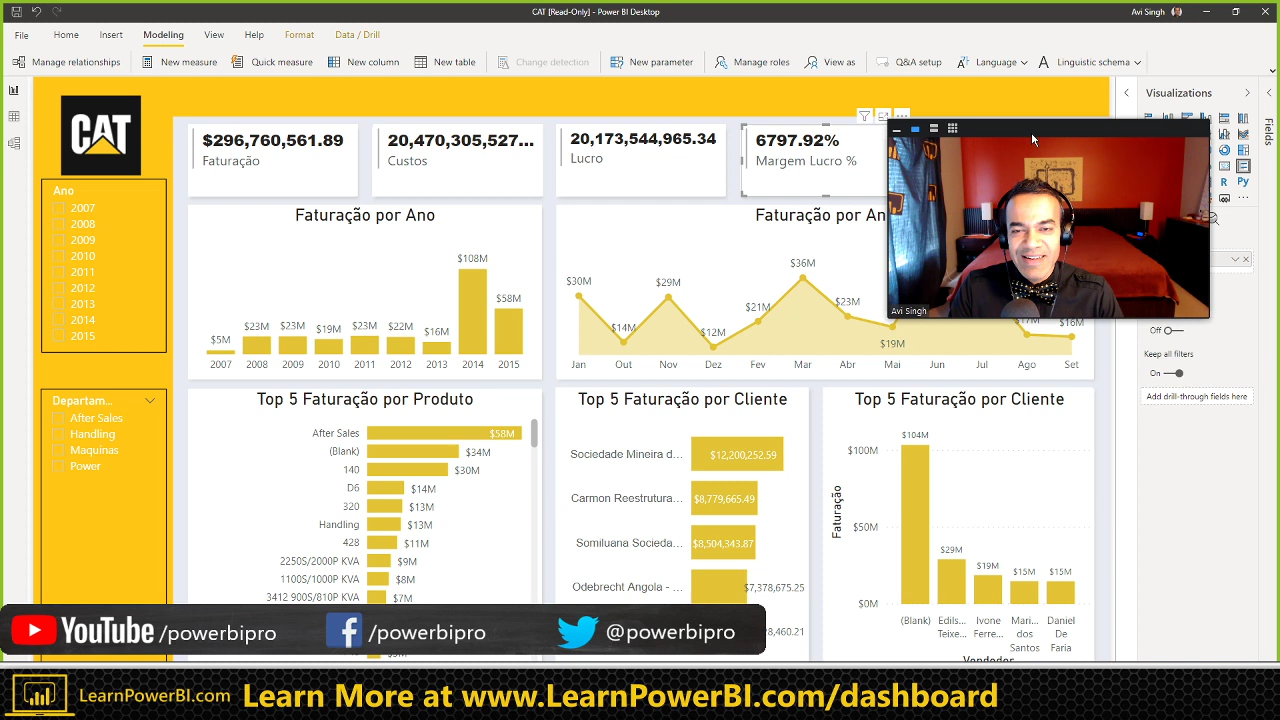 CAT [Read-Only] - Power BI Desktop
Avi Singh
File Home Insert Modeling View Help Format Data / Drill
Manage relationships New measure Quick measure New column New table Change detection New parameter Manage roles View as Q&A setup Language Linguistic schema
CAT
$296,760,561.89
Faturação
20,470,305,527...
Custos
20,173,544,965.34
Lucro
6797.92%
Margem Lucro %
Visualizations
Fields
R Py
Avi Singh
Off
Keep all filters
On
Add drill-through fields here
Ano
2007
2008
2009
2010
2011
2012
2013
2014
2015
Departam...
After Sales
Handling
Maquinas
Power
Faturação por Ano
$5M $23M $23M $19M $23M $22M $16M $108M $58M
2007 2008 2009 2010 2011 2012 2013 2014 2015
Faturação por An
$30M $14M $29M $12M $21M $36M $23M $19M $17M $16M
Jan Out Nov Dez Fev Mar Abr Mai Jun Jul Ago Set
Top 5 Faturação por Produto
After Sales $58M
(Blank) $34M
140 $30M
D6 $14M
320 $13M
Handling $13M
428 $11M
2250S/2000P KVA $9M
1100S/1000P KVA $8M
3412 900S/810P KVA $7M
Top 5 Faturação por Cliente
Sociedade Mineira d... $12,200,252.59
Carmon Reestrutura... $8,779,665.49
Somiluana Socieda... $8,504,343.87
Odebrecht Angola - ... $7,378,675.25
Top 5 Faturação por Cliente
Faturação
$100M
$50M
$0M
$104M $29M $19M $15M $15M
(Blank)
Edils... Teixe...
Ivone Ferre...
Mari... dos Santos
Daniel De Faria
Vendedor
YouTube /powerbipro
/powerbipro
@powerbipro
LearnPowerBI.com
Learn More at www.LearnPowerBI.com/dashboard